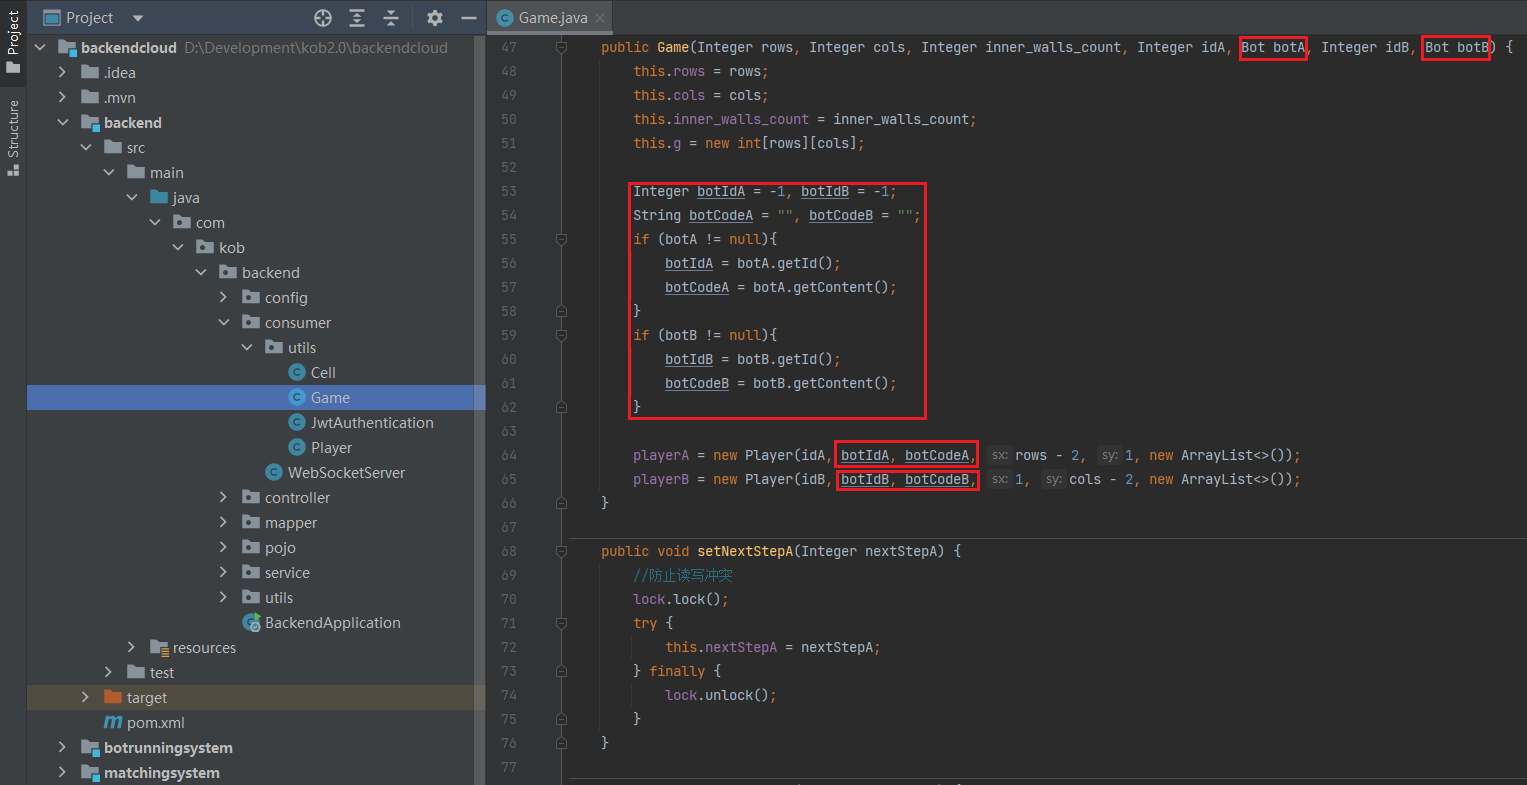 Project
Structure
Project
backendcloud D:\Development\kob2.0\backendcloud
.idea
.mvn
backend
src
main
java
com
kob
backend
config
consumer
utils
Cell
Game
JwtAuthentication
Player
WebSocketServer
controller
mapper
pojo
service
utils
BackendApplication
resources
test
target
pom.xml
botrunningsystem
matchingsystem
Game.java
47 public Game(Integer rows, Integer cols, Integer inner_walls_count, Integer idA, Bot botA, Integer idB, Bot botB) {
48 this.rows = rows;
49 this.cols = cols;
50 this.inner_walls_count = inner_walls_count;
51 this.g = new int[rows][cols];
52
53 Integer botIdA = -1, botIdB = -1;
54 String botCodeA = "", botCodeB = "";
55 if (botA != null){
56 botIdA = botA.getId();
57 botCodeA = botA.getContent();
58 }
59 if (botB != null){
60 botIdB = botB.getId();
61 botCodeB = botB.getContent();
62 }
63
64 playerA = new Player(idA, botIdA, botCodeA, sx: rows - 2, sy: 1, new ArrayList<>());
65 playerB = new Player(idB, botIdB, botCodeB, sx: 1, sy: cols - 2, new ArrayList<>());
66 }
67
68 public void setNextStepA(Integer nextStepA) {
69 //防止读写冲突
70 lock.lock();
71 try {
72 this.nextStepA = nextStepA;
73 } finally {
74 lock.unlock();
75 }
76 }
77